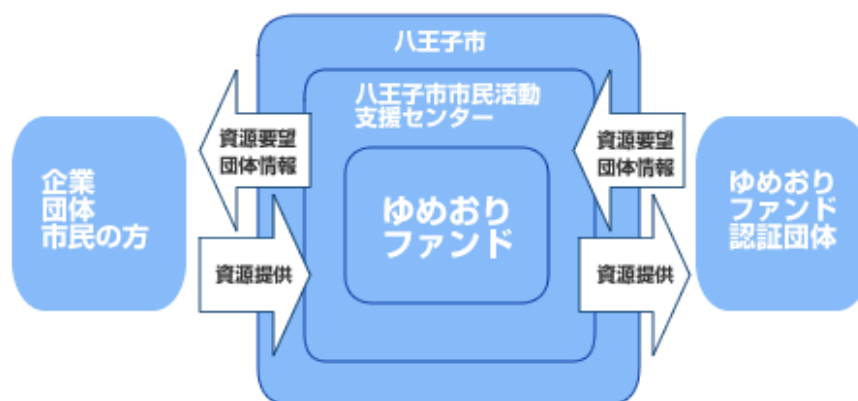 八王子市
八王子市市民活動
支援センター
資源要望
団体情報
資源要望
団体情報
企業
団体
市民の方
ゆめおり
ファンド
ゆめおり
ファンド
認証団体
資源提供
資源提供